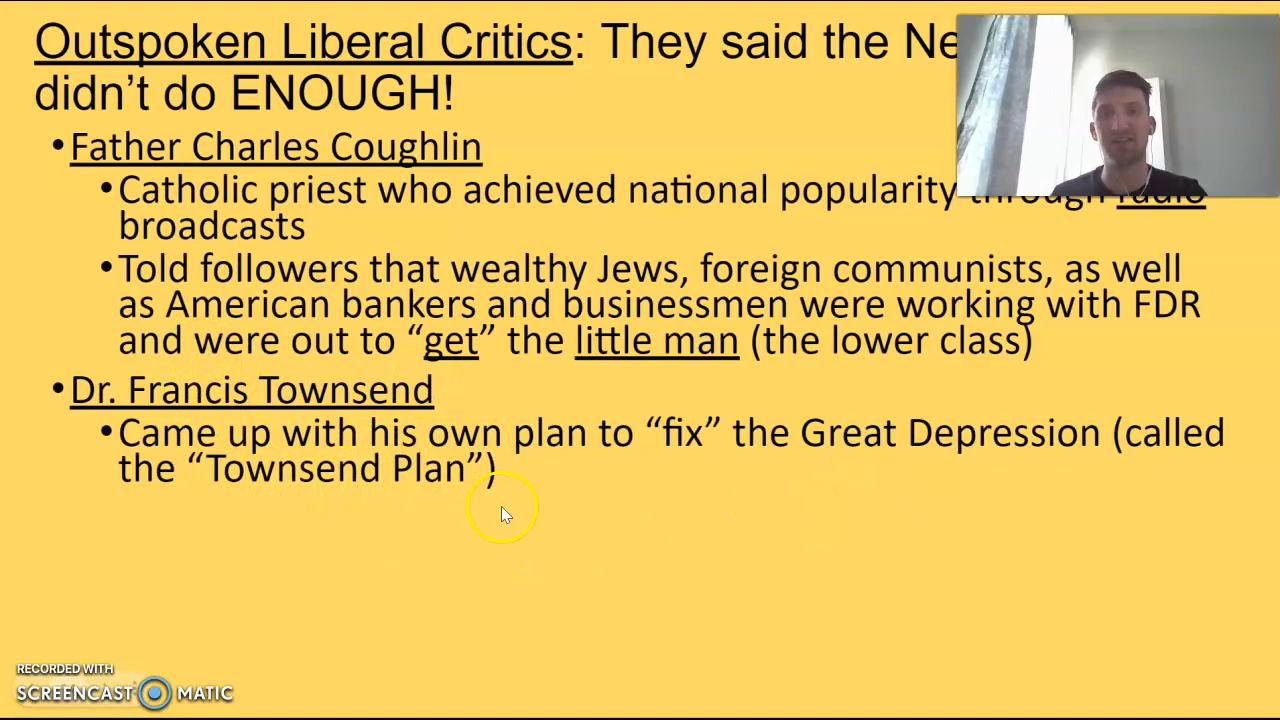 Outspoken Liberal Critics: They said the Ne
didn’t do ENOUGH!
•Father Charles Coughlin
•Catholic priest who achieved national popularity through radio
broadcasts
•Told followers that wealthy Jews, foreign communists, as well
as American bankers and businessmen were working with FDR
and were out to “get” the little man (the lower class)
•Dr. Francis Townsend
•Came up with his own plan to “fix” the Great Depression (called
the “Townsend Plan”)
RECORDED WITH
SCREENCAST MATIC